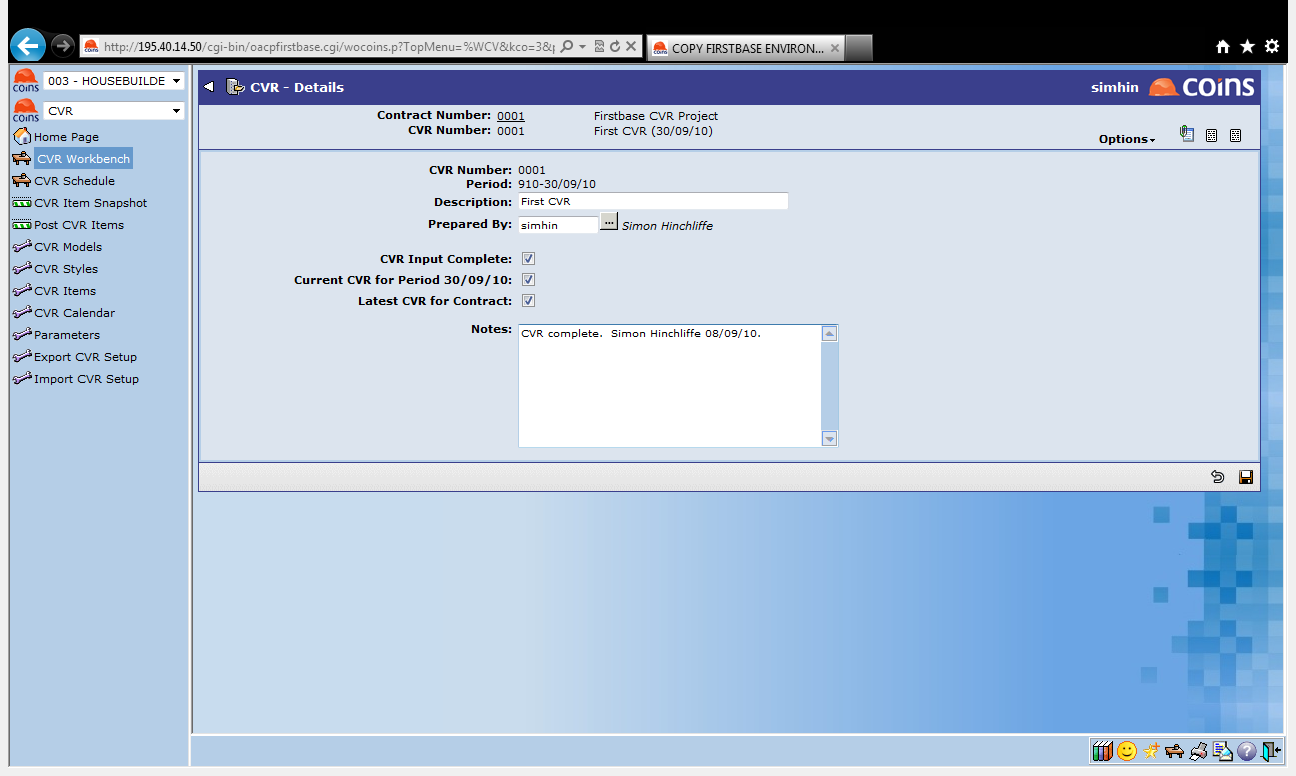 http://195.40.14.50/cgi-bin/oacpfirstbase.cgi/wocoins.p?TopMenu=%WCV&kco=3&
COPY FIRSTBASE ENVIRON...
coins
003 - HOUSEBUILDE
coins
CVR
Home Page
CVR Workbench
CVR Schedule
CVR Item Snapshot
Post CVR Items
CVR Models
CVR Styles
CVR Items
CVR Calendar
Parameters
Export CVR Setup
Import CVR Setup
CVR - Details
simhin
coins
Contract Number: 0001 Firstbase CVR Project
CVR Number: 0001 First CVR (30/09/10)
Options
CVR Number: 0001
Period: 910-30/09/10
Description: First CVR
Prepared By: simhin ... Simon Hinchliffe
CVR Input Complete:
Current CVR for Period 30/09/10:
Latest CVR for Contract:
Notes: CVR complete. Simon Hinchliffe 08/09/10.